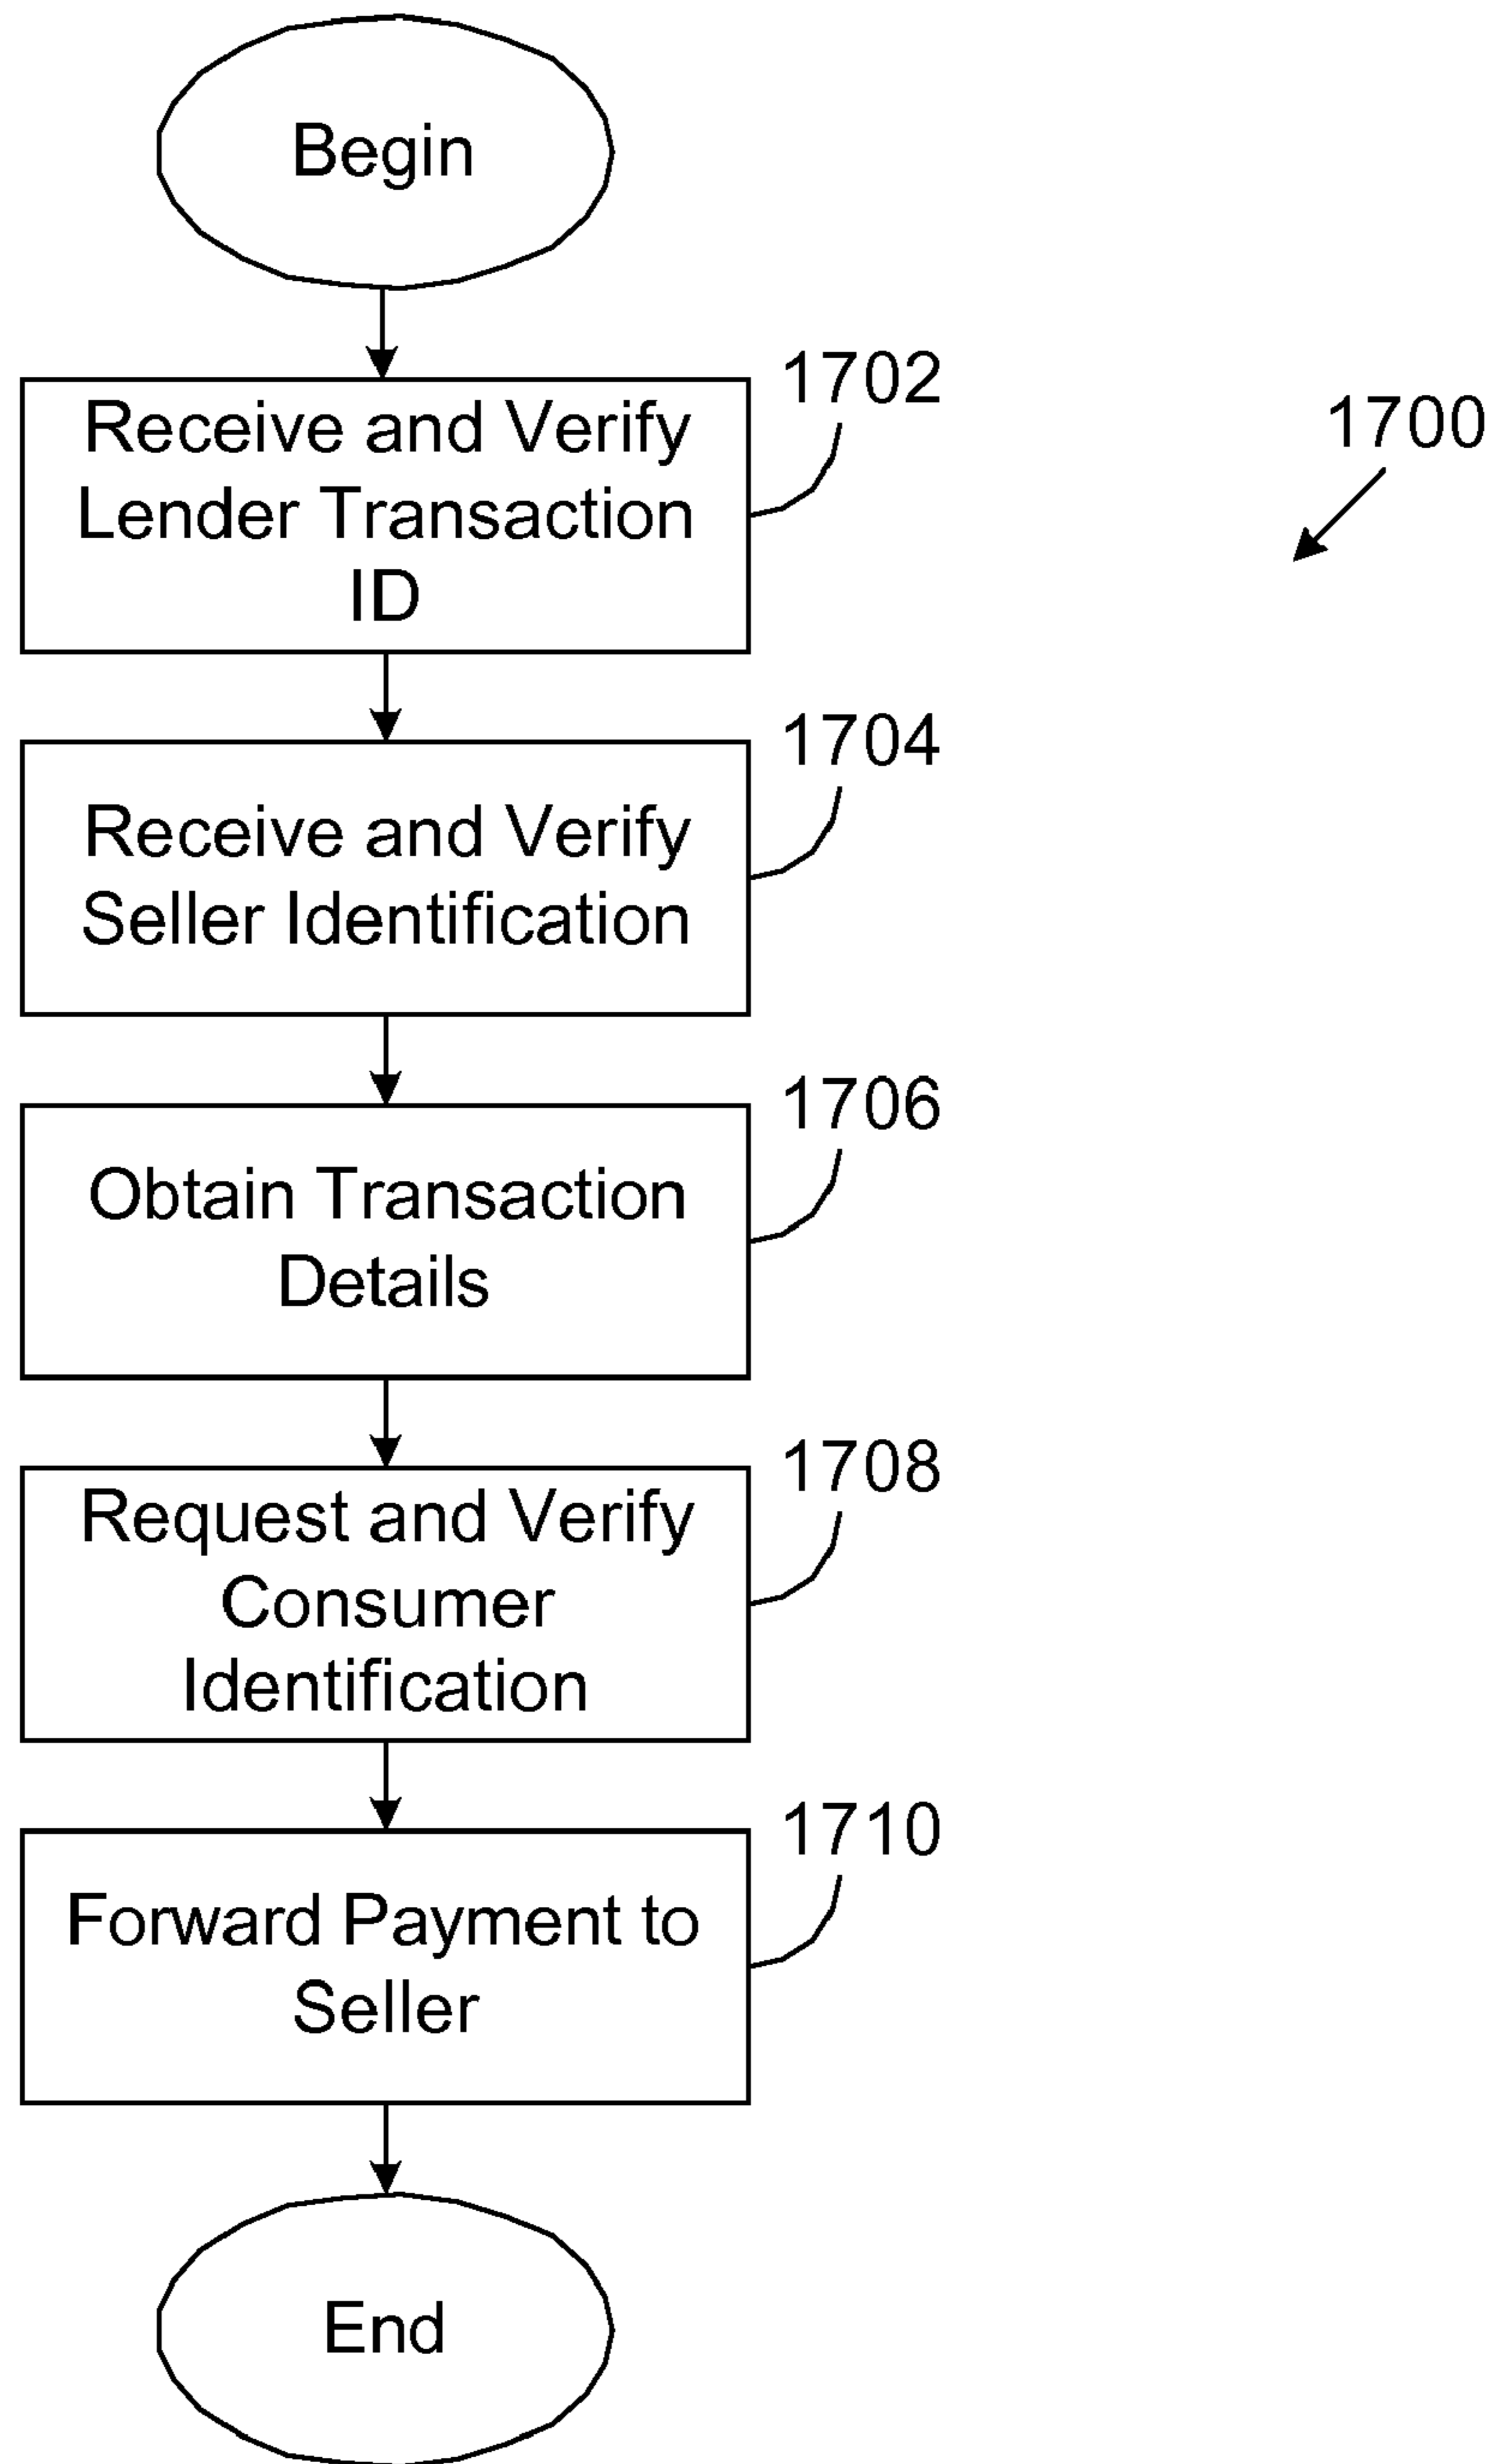 Begin
1702
1700
Receive and Verify
Lender Transaction
ID
1704
Receive and Verify
Seller Identification
1706
Obtain Transaction
Details
1708
Request and Verify
Consumer
Identification
1710
Forward Payment to
Seller
End